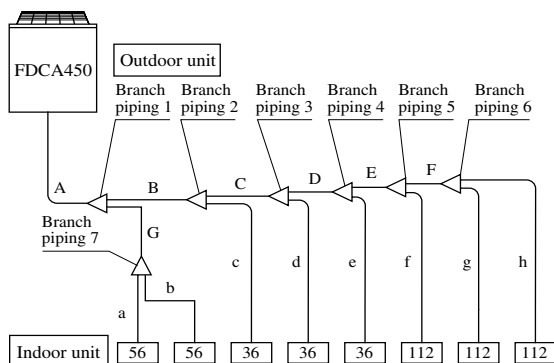 FDCA450
Outdoor unit
Branch
piping 1
Branch
piping 2
Branch
piping 3
Branch
piping 4
Branch
piping 5
Branch
piping 6
A
B
C
D
E
F
G
Branch
piping 7
a
b
c
d
e
f
g
h
Indoor unit
56
56
36
36
36
112
112
112